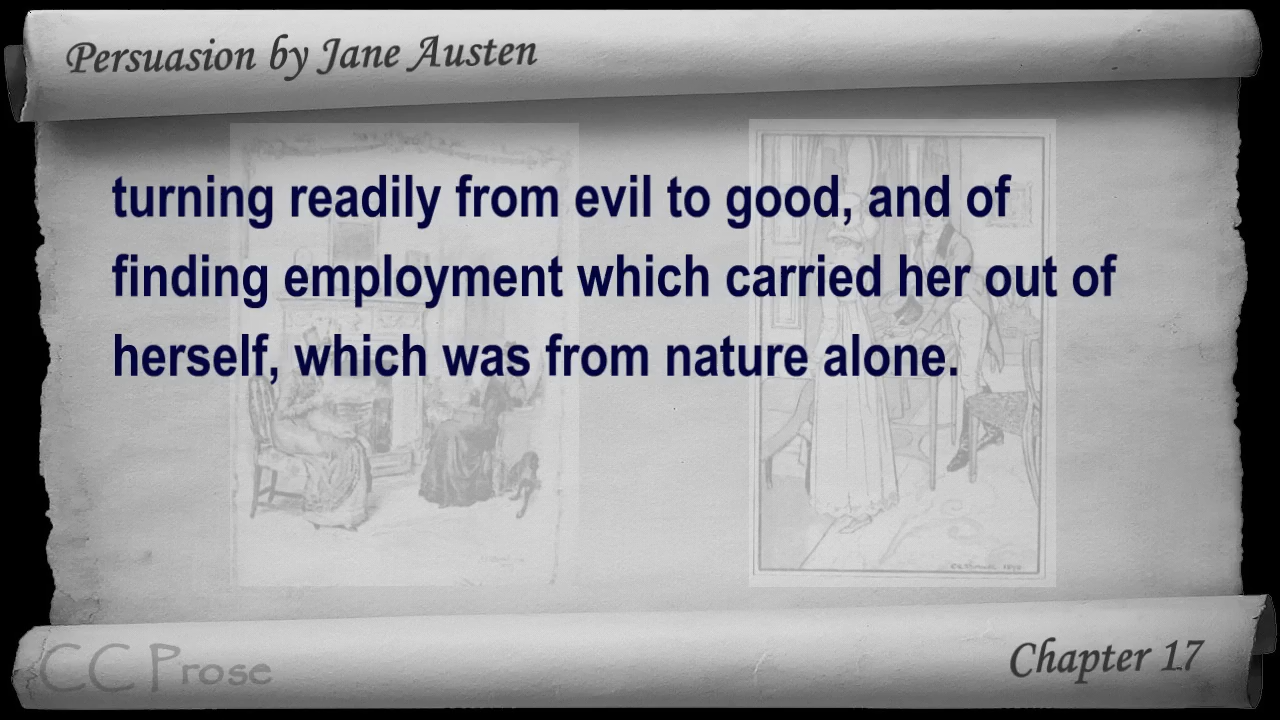 Persuasion by Jane Austen
turning readily from evil to good, and of
finding employment which carried her out of
herself, which was from nature alone.
CC Prose
Chapter 17